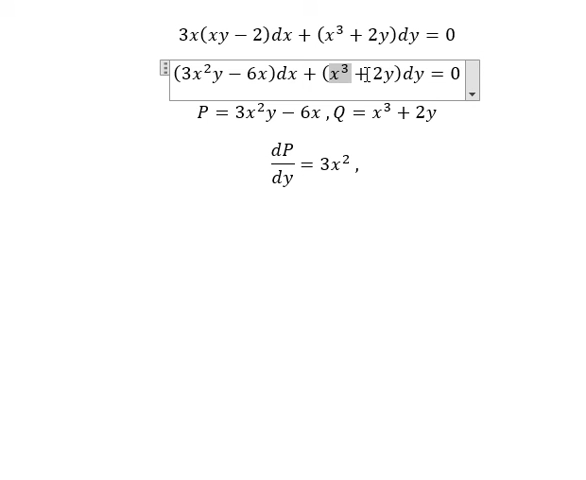 3x(xy − 2)dx + (x³ + 2y)dy = 0
(3x²y − 6x)dx + (x³ + 2y)dy = 0
P = 3x²y − 6x , Q = x³ + 2y
dP/dy = 3x² ,